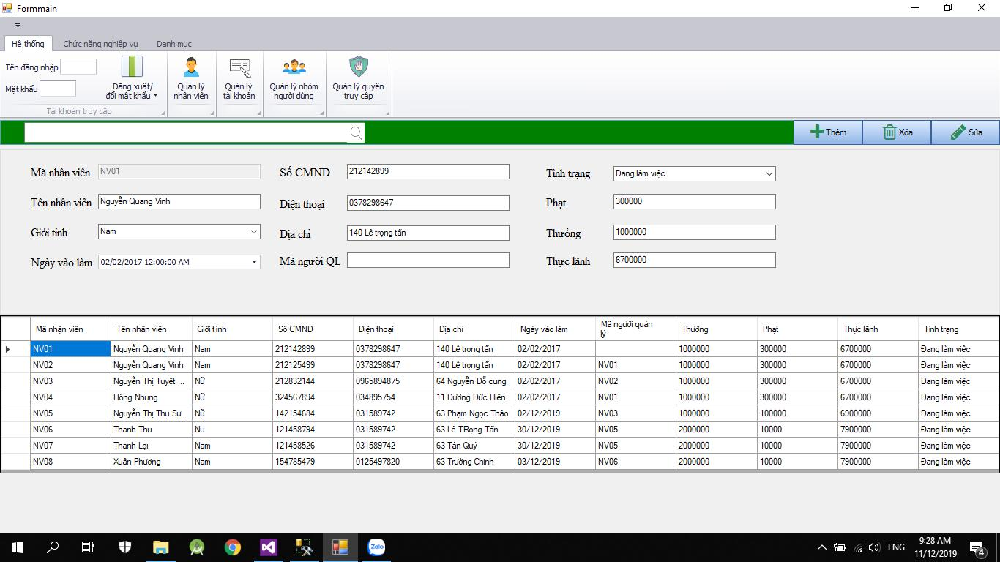 Formmain
Hệ thống Chức năng nghiệp vụ Danh mục
Tên đăng nhập
Mật khẩu
Đăng xuất/
đổi mật khẩu
Quản lý
nhân viên
Quản lý
tài khoản
Quản lý nhóm
người dùng
Quản lý quyền
truy cập
Tài khoản truy cập
Thêm Xóa Sửa
Mã nhân viên NV01 Số CMND 212142899 Tình trạng Đang làm việc
Tên nhân viên Nguyễn Quang Vinh Điện thoại 0378298647 Phạt 300000
Giới tính Nam Địa chỉ 140 Lê trọng tấn Thưởng 1000000
Ngày vào làm 02/02/2017 12:00:00 AM Mã người QL Thực lãnh 6700000
Mã nhận viên Tên nhân viên Giới tính Số CMND Điện thoại Địa chỉ Ngày vào làm Mã người quản lý Thưởng Phạt Thực lãnh Tình trạng
NV01 Nguyễn Quang Vinh Nam 212142899 0378298647 140 Lê trọng tấn 02/02/2017 1000000 300000 6700000 Đang làm việc
NV02 Nguyễn Quang Vinh Nam 212125499 0378298647 140 Lê trọng tấn 02/02/2017 NV01 1000000 300000 6700000 Đang làm việc
NV03 Nguyễn Thị Tuyết ... Nữ 212832144 0965894875 64 Nguyễn Đỗ cung 02/02/2017 NV02 1000000 300000 6700000 Đang làm việc
NV04 Hông Nhung Nữ 324567894 034895754 11 Dương Đức Hiền 02/02/2017 NV01 1000000 300000 6700000 Đang làm việc
NV05 Nguyễn Thị Thu Sư... Nữ 142154684 031589742 63 Phạm Ngọc Thảo 02/12/2019 NV03 1000000 100000 6900000 Đang làm việc
NV06 Thanh Thu Nu 121458794 031589742 63 Lê TRọng Tấn 30/12/2019 NV05 2000000 10000 7900000 Đang làm việc
NV07 Thanh Lợi Nam 121458526 031589742 63 Tân Quý 30/12/2019 NV05 2000000 10000 7900000 Đang làm việc
NV08 Xuân Phương Nam 154785479 0125497820 63 Trường Chinh 03/12/2019 NV06 2000000 10000 7900000 Đang làm việc
Zalo
ENG
9:28 AM
11/12/2019
4